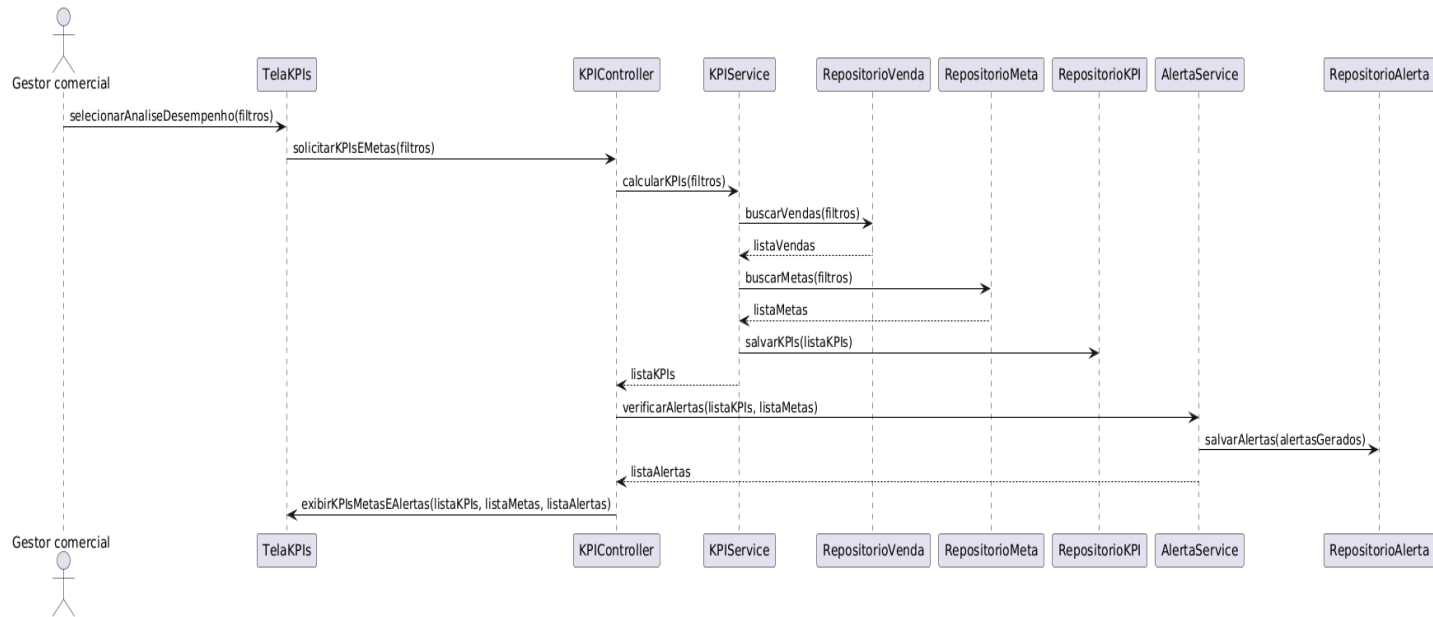 Gestor comercial
TelaKPIs
KPIController
KPIService
RepositorioVenda
RepositorioMeta
RepositorioKPI
AlertaService
RepositorioAlerta
selecionarAnaliseDesempenho(filtros)
solicitarKPIsEMetas(filtros)
calcularKPIs(filtros)
buscarVendas(filtros)
listaVendas
buscarMetas(filtros)
listaMetas
salvarKPIs(listaKPIs)
listaKPIs
verificarAlertas(listaKPIs, listaMetas)
salvarAlertas(alertasGerados)
listaAlertas
exibirKPIsMetasEAlertas(listaKPIs, listaMetas, listaAlertas)
Gestor comercial
TelaKPIs
KPIController
KPIService
RepositorioVenda
RepositorioMeta
RepositorioKPI
AlertaService
RepositorioAlerta